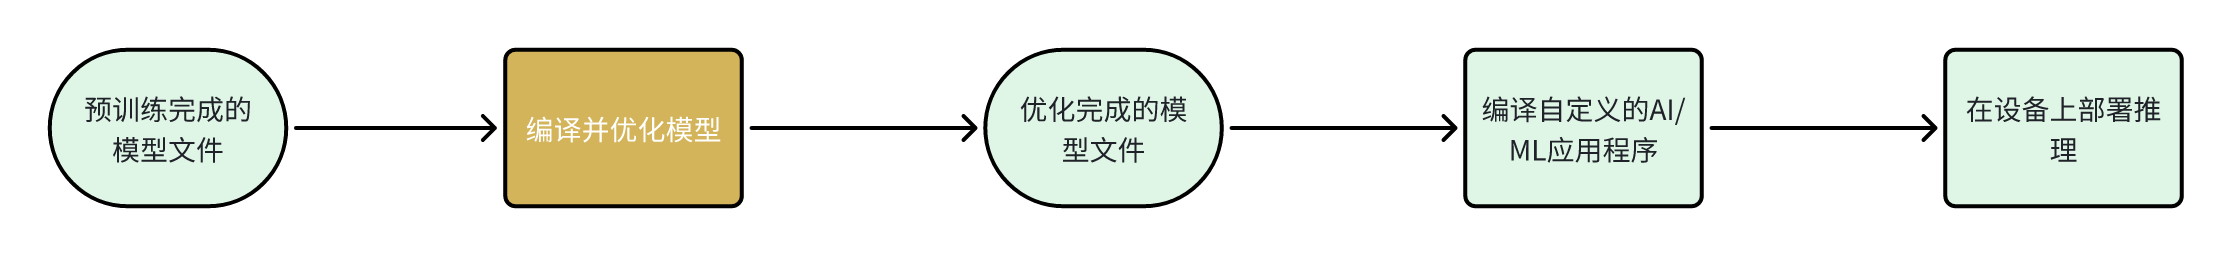 预训练完成的
模型文件
编译并优化模型
优化完成的模
型文件
编译自定义的AI/
ML应用程序
在设备上部署推
理